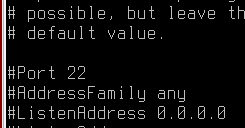 # possible, but leave th
# default value.
#Port 22
#AddressFamily any
#ListenAddress 0.0.0.0